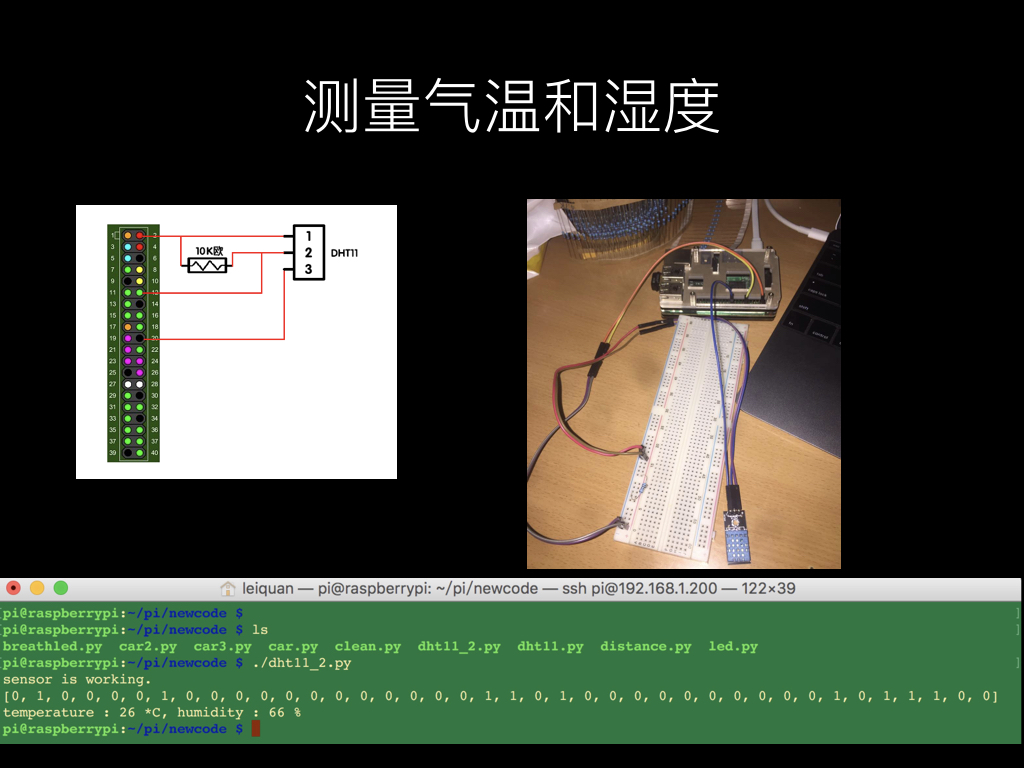 测量气温和湿度
1 2
3 4
5 6
7 8
9 10
11 12
13 14
15 16
17 18
19 20
21 22
23 24
25 26
27 28
29 30
31 32
33 34
35 36
37 38
39 40
10K欧
1
2
3
DHT11
leiquan — pi@raspberrypi: ~/pi/newcode — ssh pi@192.168.1.200 — 122×39
[pi@raspberrypi:~/pi/newcode $ ]
[pi@raspberrypi:~/pi/newcode $ ls ]
breathled.py car2.py car3.py car.py clean.py dht11_2.py dht11.py distance.py led.py
[pi@raspberrypi:~/pi/newcode $ ./dht11_2.py ]
sensor is working.
[0, 1, 0, 0, 0, 0, 1, 0, 0, 0, 0, 0, 0, 0, 0, 0, 0, 0, 0, 1, 1, 0, 1, 0, 0, 0, 0, 0, 0, 0, 0, 0, 0, 1, 0, 1, 1, 1, 0, 0]
temperature : 26 *C, humidity : 66 %
pi@raspberrypi:~/pi/newcode $